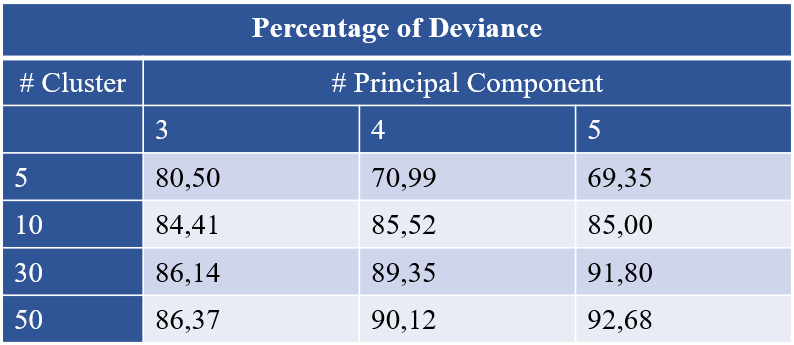 Percentage of Deviance
# Cluster # Principal Component
3 4 5
5 80,50 70,99 69,35
10 84,41 85,52 85,00
30 86,14 89,35 91,80
50 86,37 90,12 92,68